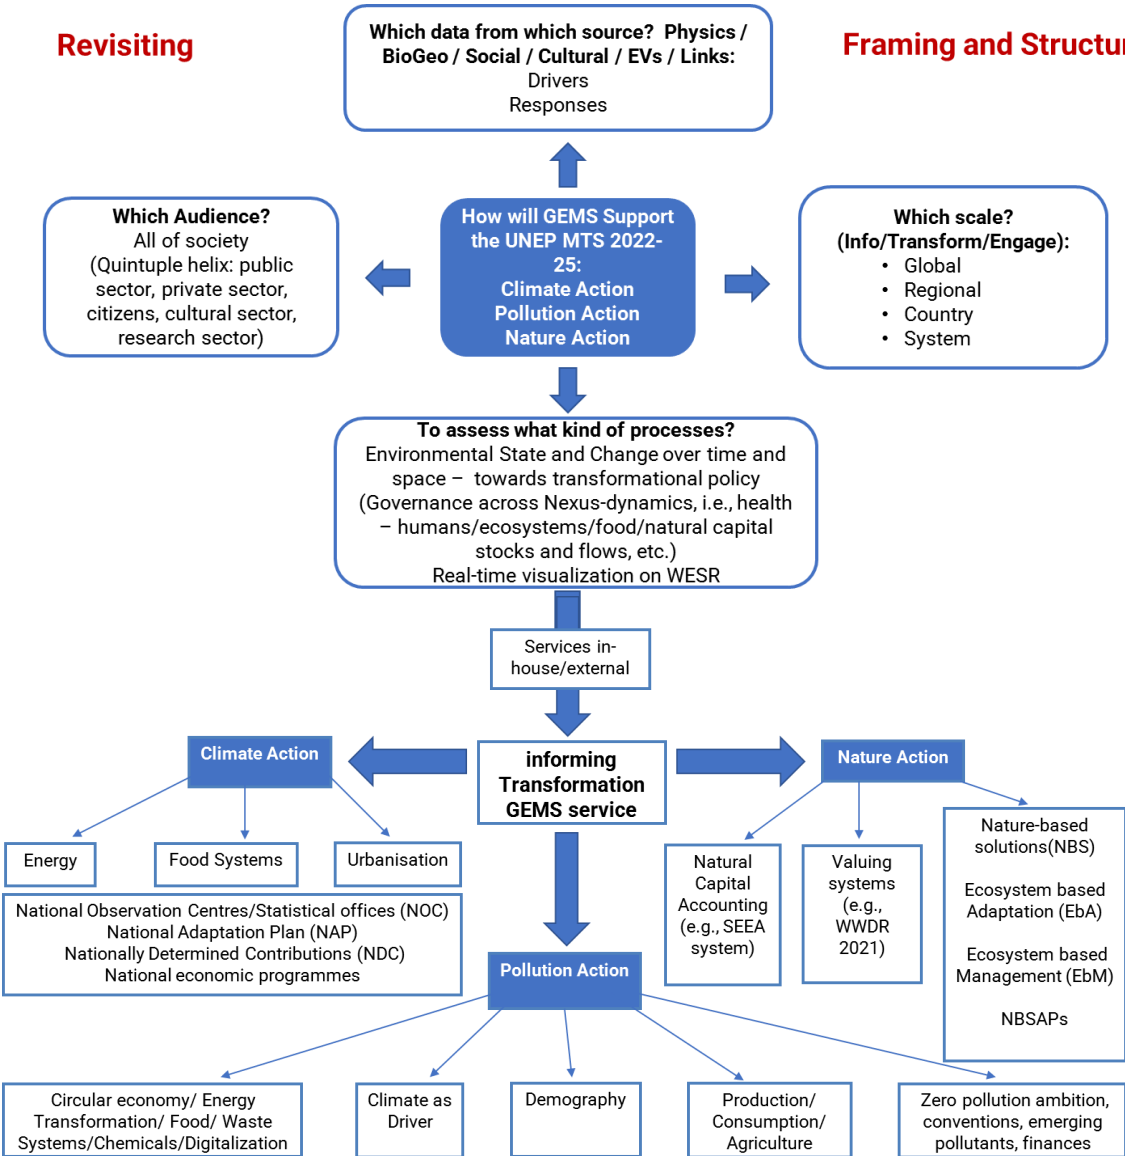 Revisiting
Framing and Structur
Which data from which source? Physics /
BioGeo / Social / Cultural / EVs / Links:
Drivers
Responses
Which Audience?
All of society
(Quintuple helix: public
sector, private sector,
citizens, cultural sector,
research sector)
How will GEMS Support
the UNEP MTS 2022-
25:
Climate Action
Pollution Action
Nature Action
Which scale?
(Info/Transform/Engage):
• Global
• Regional
• Country
• System
To assess what kind of processes?
Environmental State and Change over time and
space – towards transformational policy
(Governance across Nexus-dynamics, i.e., health
– humans/ecosystems/food/natural capital
stocks and flows, etc.)
Real-time visualization on WESR
Services in-
house/external
Climate Action
informing
Transformation
GEMS service
Nature Action
Energy
Food Systems
Urbanisation
National Observation Centres/Statistical offices (NOC)
National Adaptation Plan (NAP)
Nationally Determined Contributions (NDC)
National economic programmes
Natural
Capital
Accounting
(e.g., SEEA
system)
Valuing
systems
(e.g.,
WWDR
2021)
Nature-based
solutions(NBS)
Ecosystem based
Adaptation (EbA)
Ecosystem based
Management (EbM)
NBSAPs
Pollution Action
Circular economy/ Energy
Transformation/ Food/ Waste
Systems/Chemicals/Digitalization
Climate as
Driver
Demography
Production/
Consumption/
Agriculture
Zero pollution ambition,
conventions, emerging
pollutants, finances